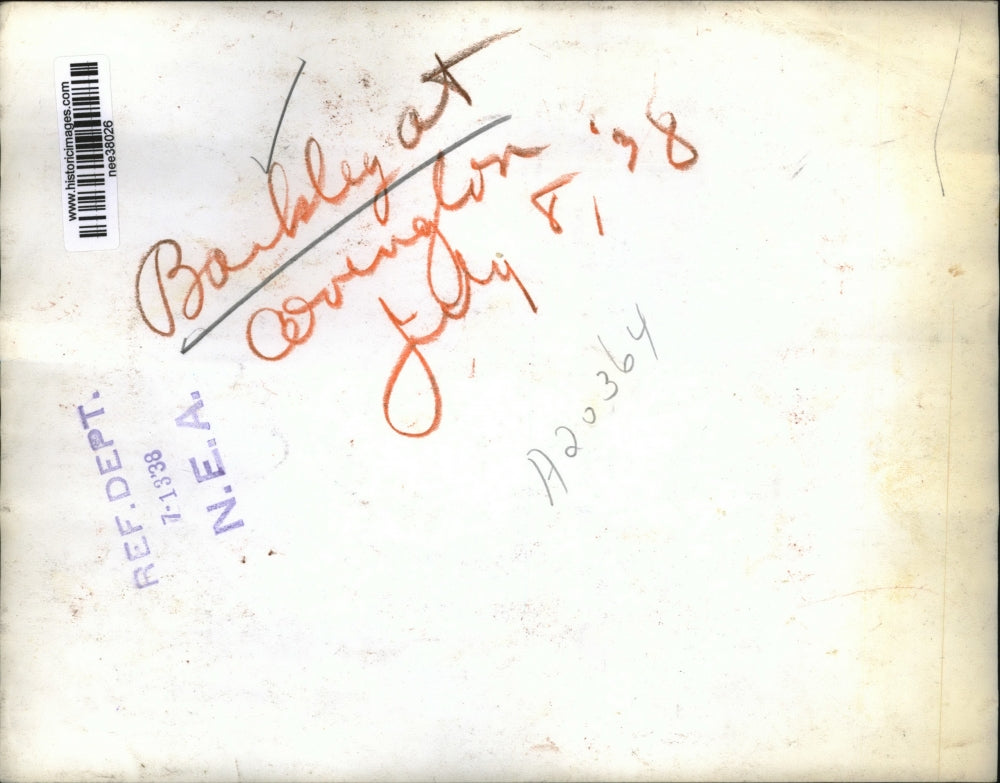 www.historicimages.com
nee38026
Barkley at
Covington
July 8, '38
A20364
REF. DEPT.
7-13-38
N.E.A.